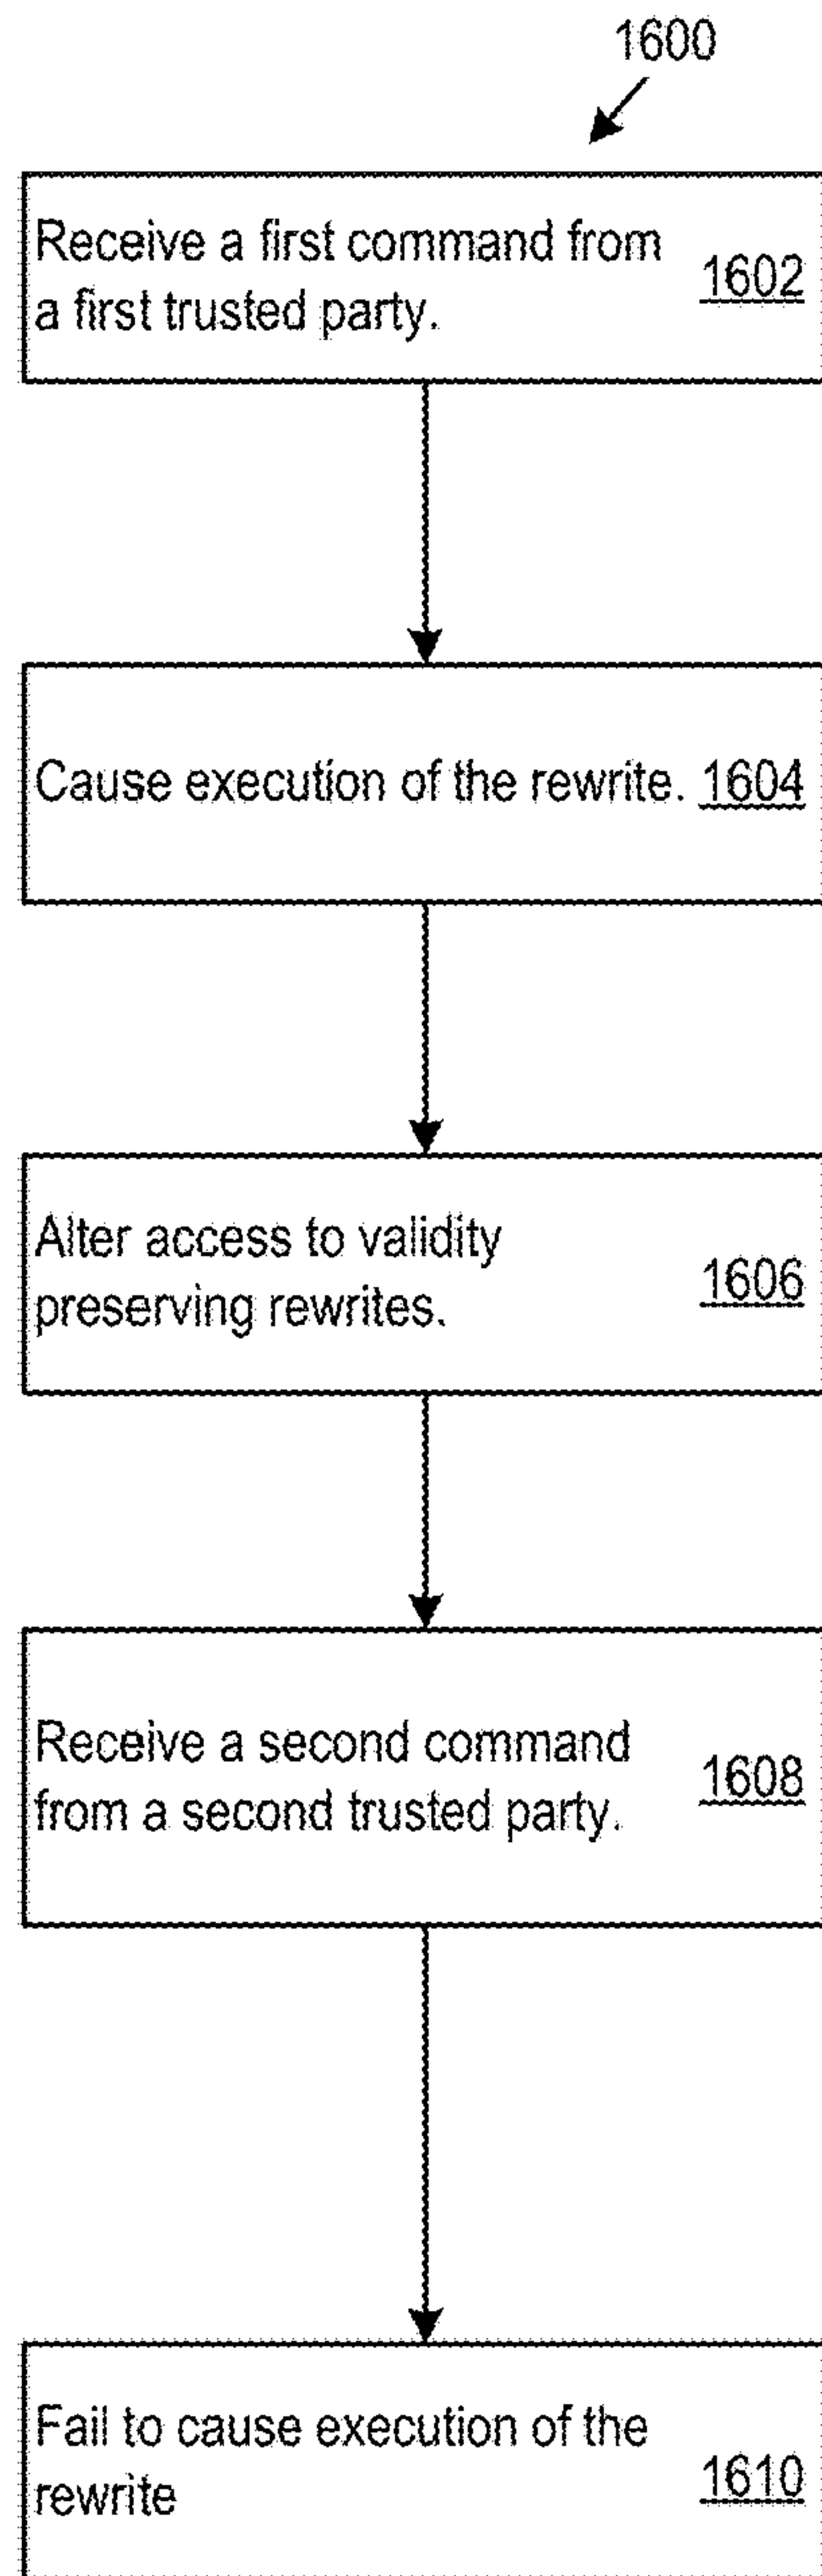 1600
Receive a first command from
a first trusted party.
1602
Cause execution of the rewrite. 1604
Alter access to validity
preserving rewrites.
1606
Receive a second command
from a second trusted party.
1608
Fail to cause execution of the
rewrite
1610